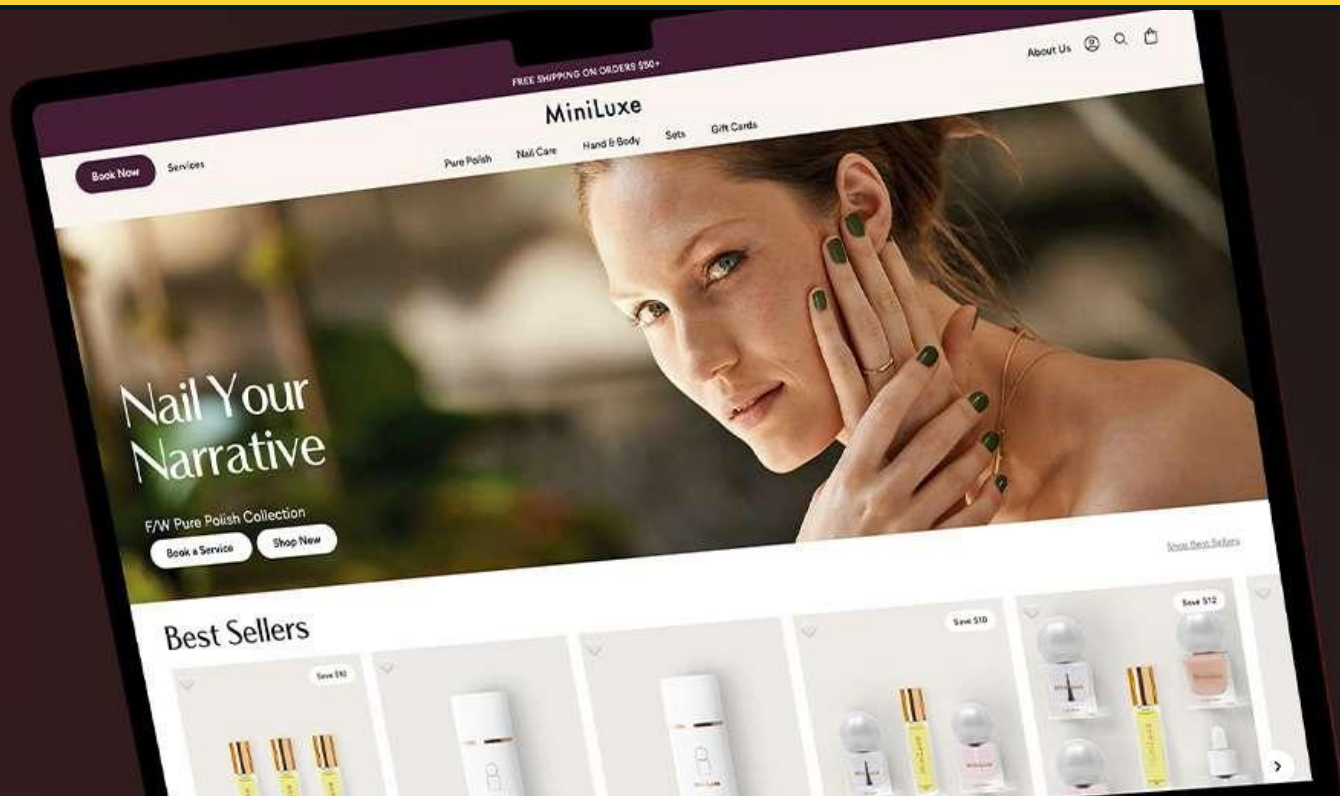 FREE SHIPPING ON ORDERS $50+
MiniLuxe
About Us
Book Now
Services
Pure Polish
Nail Care
Hand & Body
Sets
Gift Cards
Nail Your
Narrative
F/W Pure Polish Collection
Book a Service
Shop Now
Shop Best Sellers
Best Sellers
Save $10
Save $10
Save $12